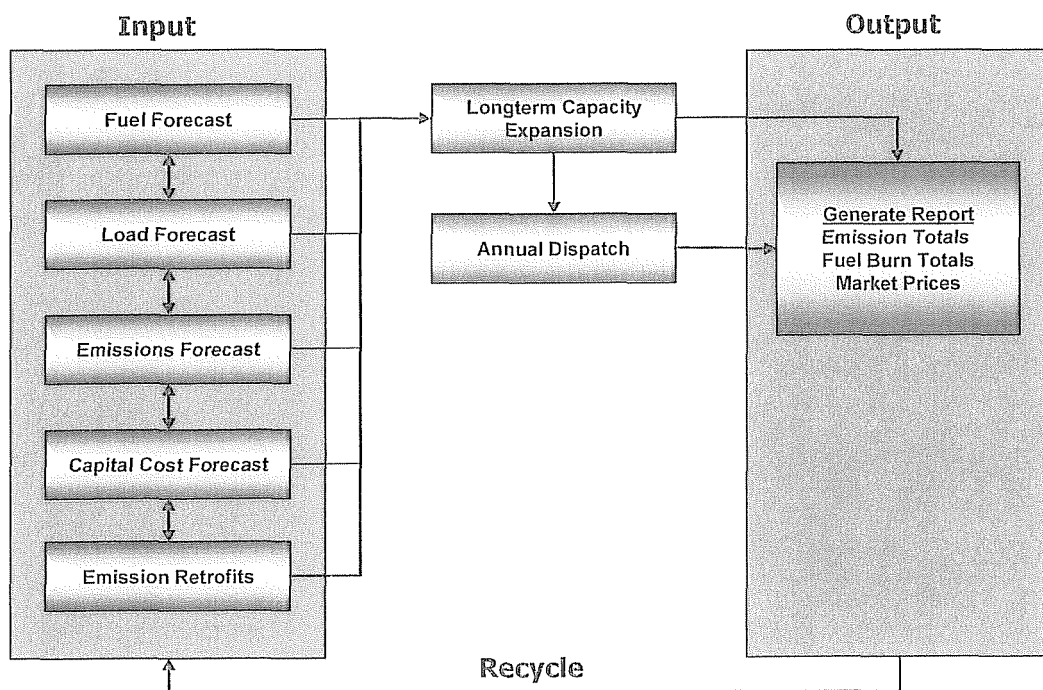 Input
Output
Fuel Forecast
Load Forecast
Emissions Forecast
Capital Cost Forecast
Emission Retrofits
Longterm Capacity
Expansion
Annual Dispatch
Generate Report
Emission Totals
Fuel Burn Totals
Market Prices
Recycle